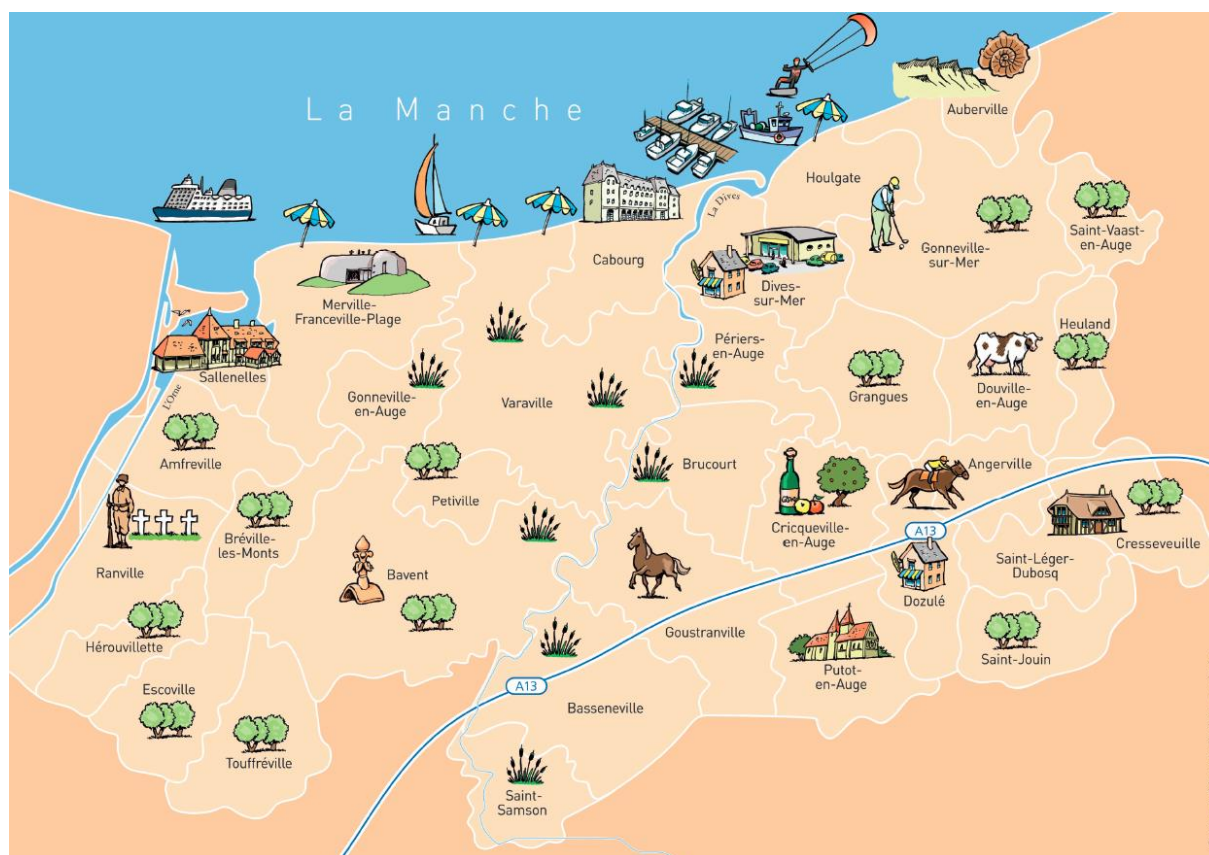 La Manche
Auberville
Houlgate
La Dives
Saint-Vaast-
en-Auge
Gonneville-
sur-Mer
Cabourg
Dives-
sur-Mer
Merville-
Franceville-Plage
Heuland
Périers-
en-Auge
Sallenelles
L'Orne
Gonneville-
en-Auge
Varaville
Grangues
Douville-
en-Auge
Amfreville
Brucourt
Angerville
Petiville
Cricqueville-
en-Auge
A13
Bréville-
les-Monts
Cresseveuille
Saint-Léger-
Dubosq
Ranville
Bavent
Dozulé
Goustranville
Hérouvillette
Saint-Jouin
Putot-
en-Auge
A13
Escoville
Basseneville
Touffréville
Saint-
Samson